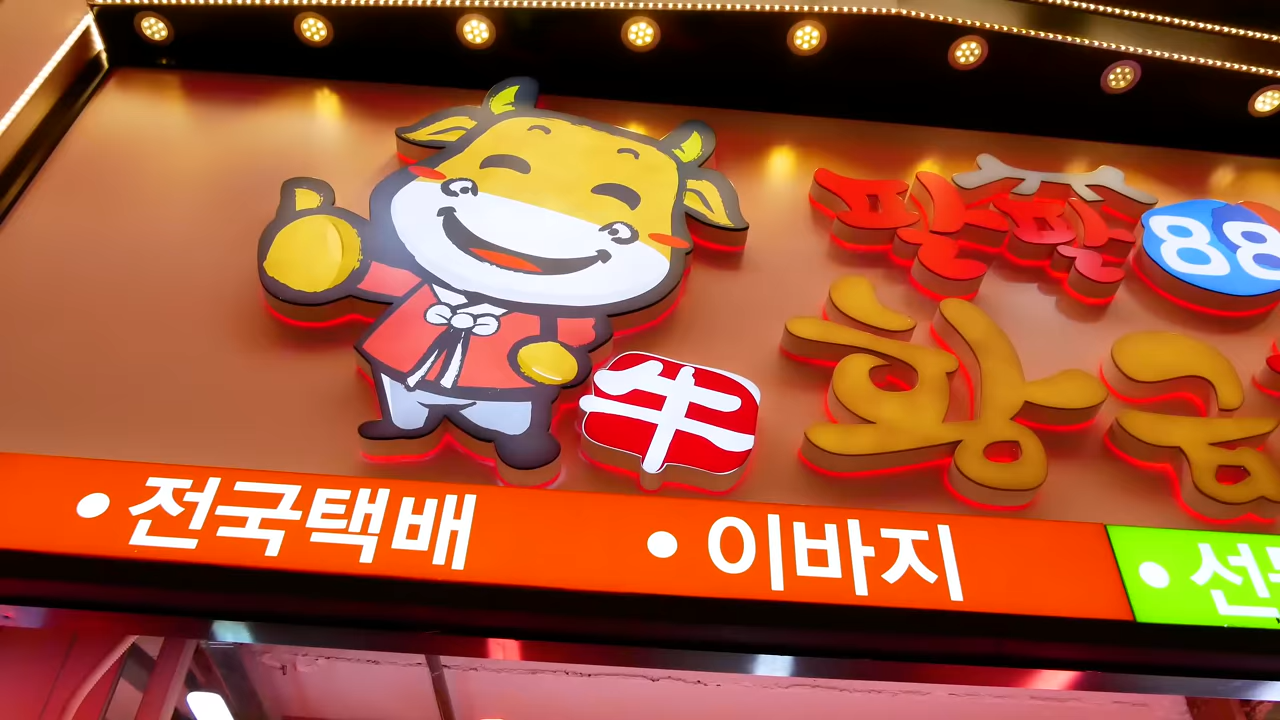 팔팔 88
牛
황
• 전국택배 • 이바지